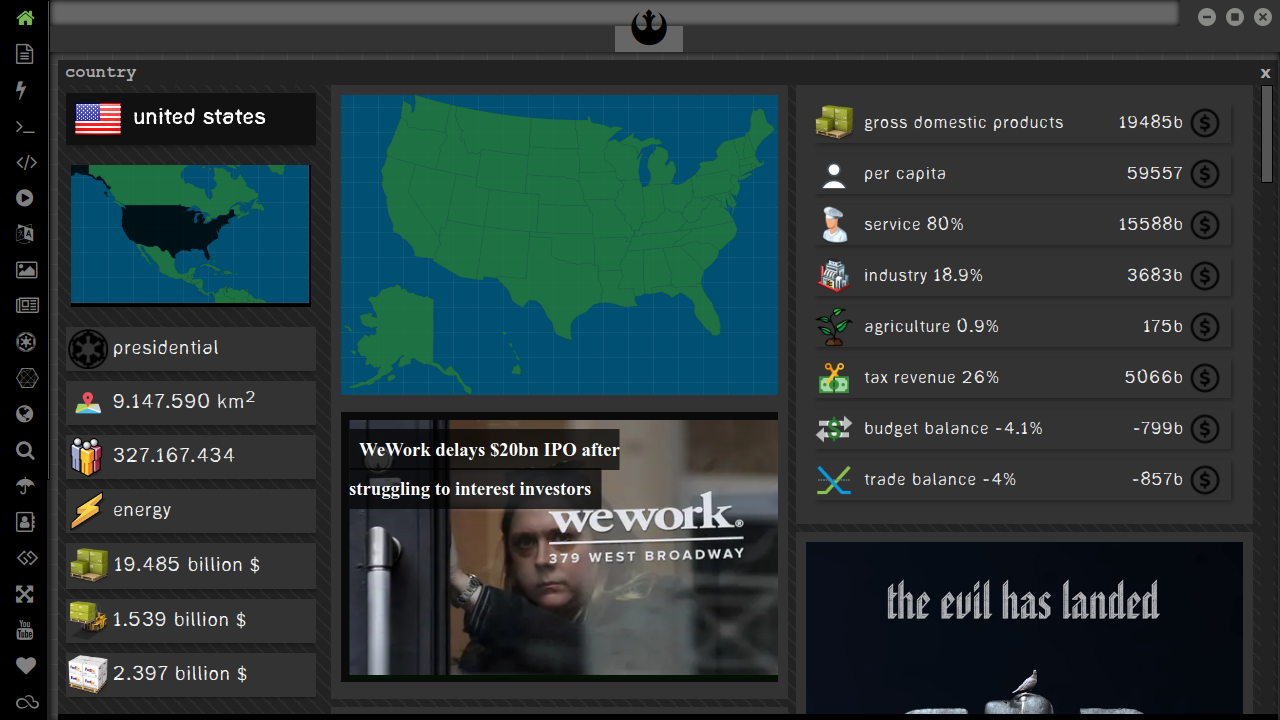 country
x
united states
presidential
9.147.590 km²
327.167.434
energy
19.485 billion $
1.539 billion $
2.397 billion $
WeWork delays $20bn IPO after
struggling to interest investors
wework®
379 WEST BROADWAY
gross domestic products 19485b $
per capita 59557 $
service 80% 15588b $
industry 18.9% 3683b $
agriculture 0.9% 175b $
tax revenue 26% 5066b $
budget balance -4.1% -799b $
trade balance -4% -857b $
the evil has landed
You
Tube